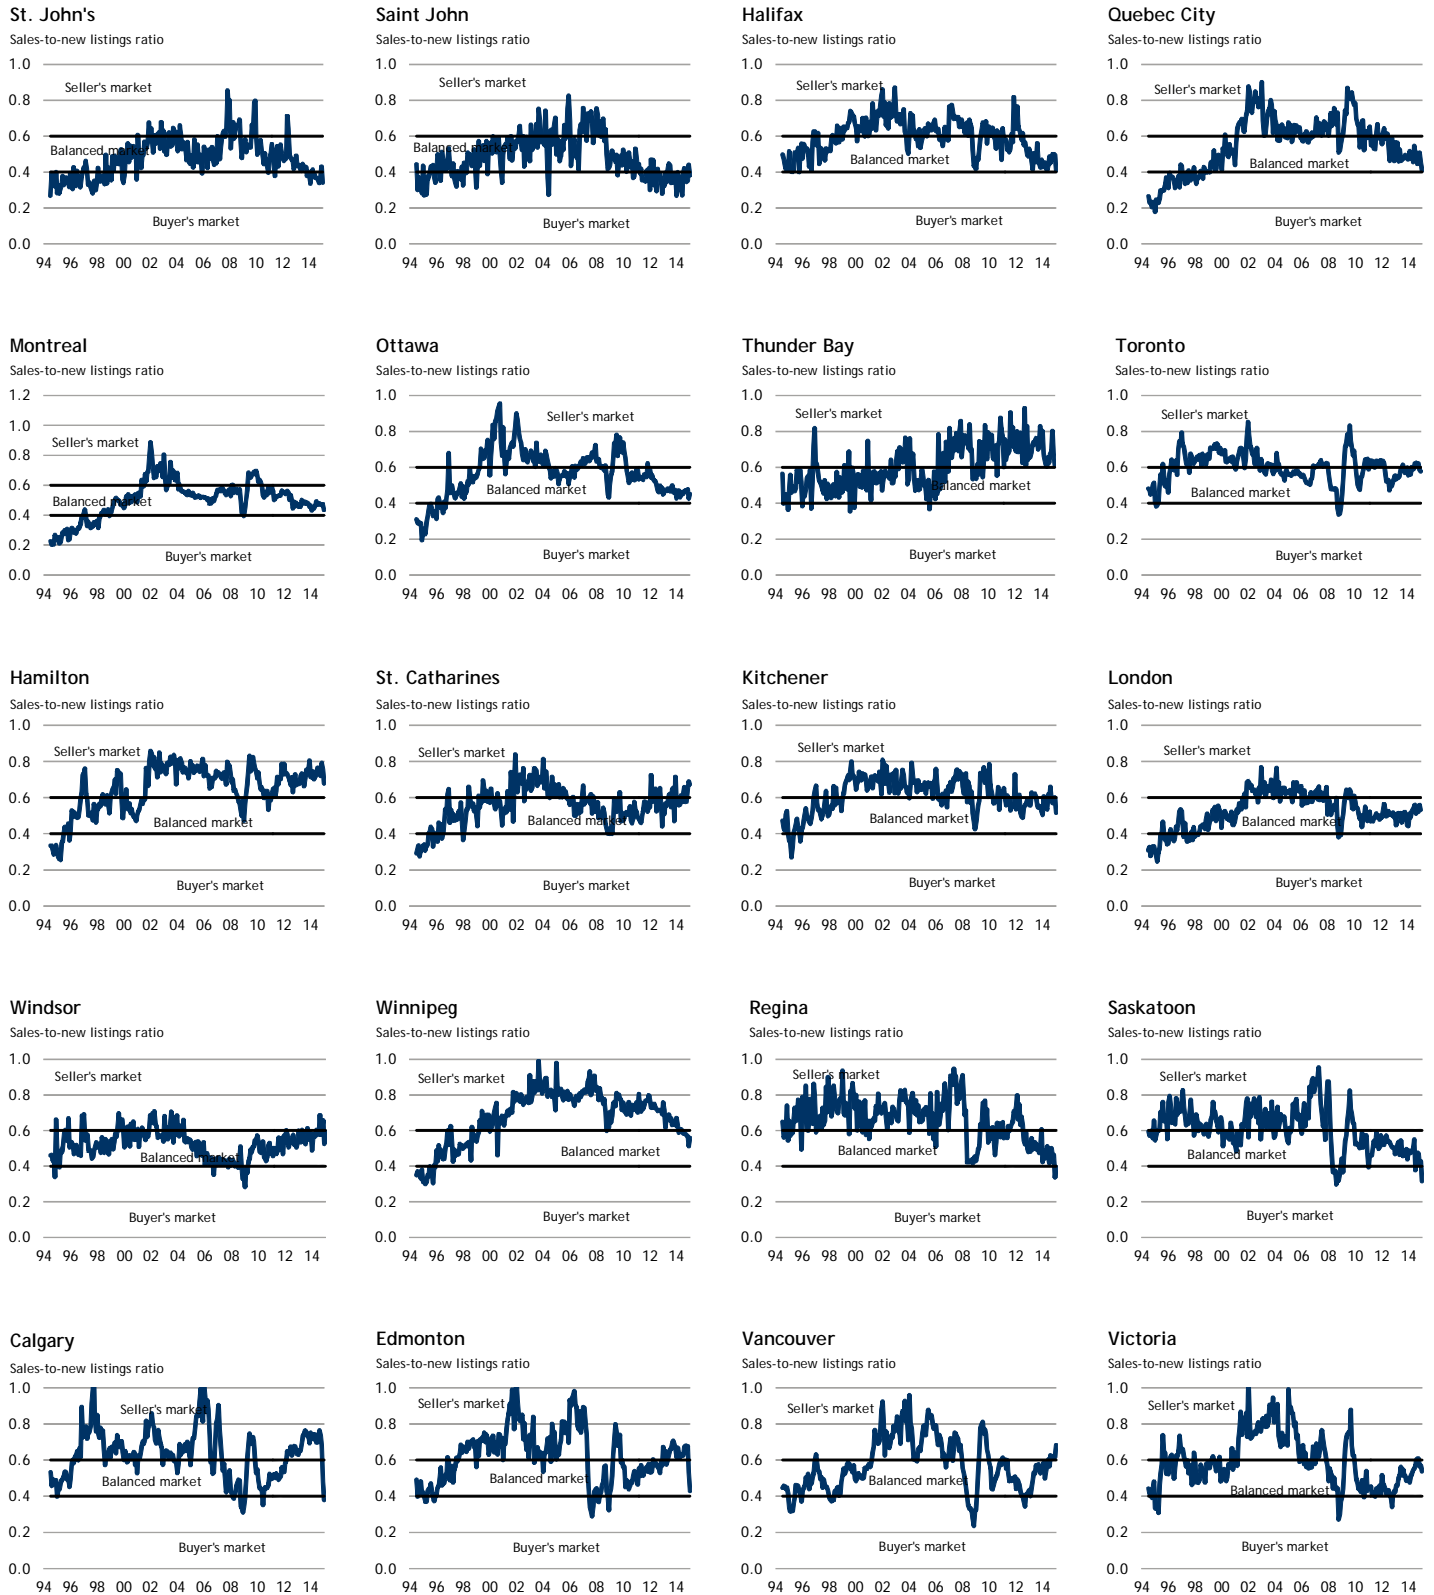 St. John's
Sales-to-new listings ratio
1.0
0.8
0.6
0.4
0.2
0.0
Seller's market
Balanced market
Buyer's market
94 96 98 00 02 04 06 08 10 12 14
Saint John
Sales-to-new listings ratio
1.0
0.8
0.6
0.4
0.2
0.0
Seller's market
Balanced market
Buyer's market
94 96 98 00 02 04 06 08 10 12 14
Halifax
Sales-to-new listings ratio
1.0
0.8
0.6
0.4
0.2
0.0
Seller's market
Balanced market
Buyer's market
94 96 98 00 02 04 06 08 10 12 14
Quebec City
Sales-to-new listings ratio
1.0
0.8
0.6
0.4
0.2
0.0
Seller's market
Balanced market
Buyer's market
94 96 98 00 02 04 06 08 10 12 14
Montreal
Sales-to-new listings ratio
1.2
1.0
0.8
0.6
0.4
0.2
0.0
Seller's market
Balanced market
Buyer's market
94 96 98 00 02 04 06 08 10 12 14
Ottawa
Sales-to-new listings ratio
1.0
0.8
0.6
0.4
0.2
0.0
Seller's market
Balanced market
Buyer's market
94 96 98 00 02 04 06 08 10 12 14
Thunder Bay
Sales-to-new listings ratio
1.0
0.8
0.6
0.4
0.2
0.0
Seller's market
Balanced market
Buyer's market
94 96 98 00 02 04 06 08 10 12 14
Toronto
Sales-to-new listings ratio
1.0
0.8
0.6
0.4
0.2
0.0
Seller's market
Balanced market
Buyer's market
94 96 98 00 02 04 06 08 10 12 14
Hamilton
Sales-to-new listings ratio
1.0
0.8
0.6
0.4
0.2
0.0
Seller's market
Balanced market
Buyer's market
94 96 98 00 02 04 06 08 10 12 14
St. Catharines
Sales-to-new listings ratio
1.0
0.8
0.6
0.4
0.2
0.0
Seller's market
Balanced market
Buyer's market
94 96 98 00 02 04 06 08 10 12 14
Kitchener
Sales-to-new listings ratio
1.0
0.8
0.6
0.4
0.2
0.0
Seller's market
Balanced market
Buyer's market
94 96 98 00 02 04 06 08 10 12 14
London
Sales-to-new listings ratio
1.0
0.8
0.6
0.4
0.2
0.0
Seller's market
Balanced market
Buyer's market
94 96 98 00 02 04 06 08 10 12 14
Windsor
Sales-to-new listings ratio
1.0
0.8
0.6
0.4
0.2
0.0
Seller's market
Balanced market
Buyer's market
94 96 98 00 02 04 06 08 10 12 14
Winnipeg
Sales-to-new listings ratio
1.0
0.8
0.6
0.4
0.2
0.0
Seller's market
Balanced market
Buyer's market
94 96 98 00 02 04 06 08 10 12 14
Regina
Sales-to-new listings ratio
1.0
0.8
0.6
0.4
0.2
0.0
Seller's market
Balanced market
Buyer's market
94 96 98 00 02 04 06 08 10 12 14
Saskatoon
Sales-to-new listings ratio
1.0
0.8
0.6
0.4
0.2
0.0
Seller's market
Balanced market
Buyer's market
94 96 98 00 02 04 06 08 10 12 14
Calgary
Sales-to-new listings ratio
1.0
0.8
0.6
0.4
0.2
0.0
Seller's market
Balanced market
Buyer's market
94 96 98 00 02 04 06 08 10 12 14
Edmonton
Sales-to-new listings ratio
1.0
0.8
0.6
0.4
0.2
0.0
Seller's market
Balanced market
Buyer's market
94 96 98 00 02 04 06 08 10 12 14
Vancouver
Sales-to-new listings ratio
1.0
0.8
0.6
0.4
0.2
0.0
Seller's market
Balanced market
Buyer's market
94 96 98 00 02 04 06 08 10 12 14
Victoria
Sales-to-new listings ratio
1.0
0.8
0.6
0.4
0.2
0.0
Seller's market
Balanced market
Buyer's market
94 96 98 00 02 04 06 08 10 12 14